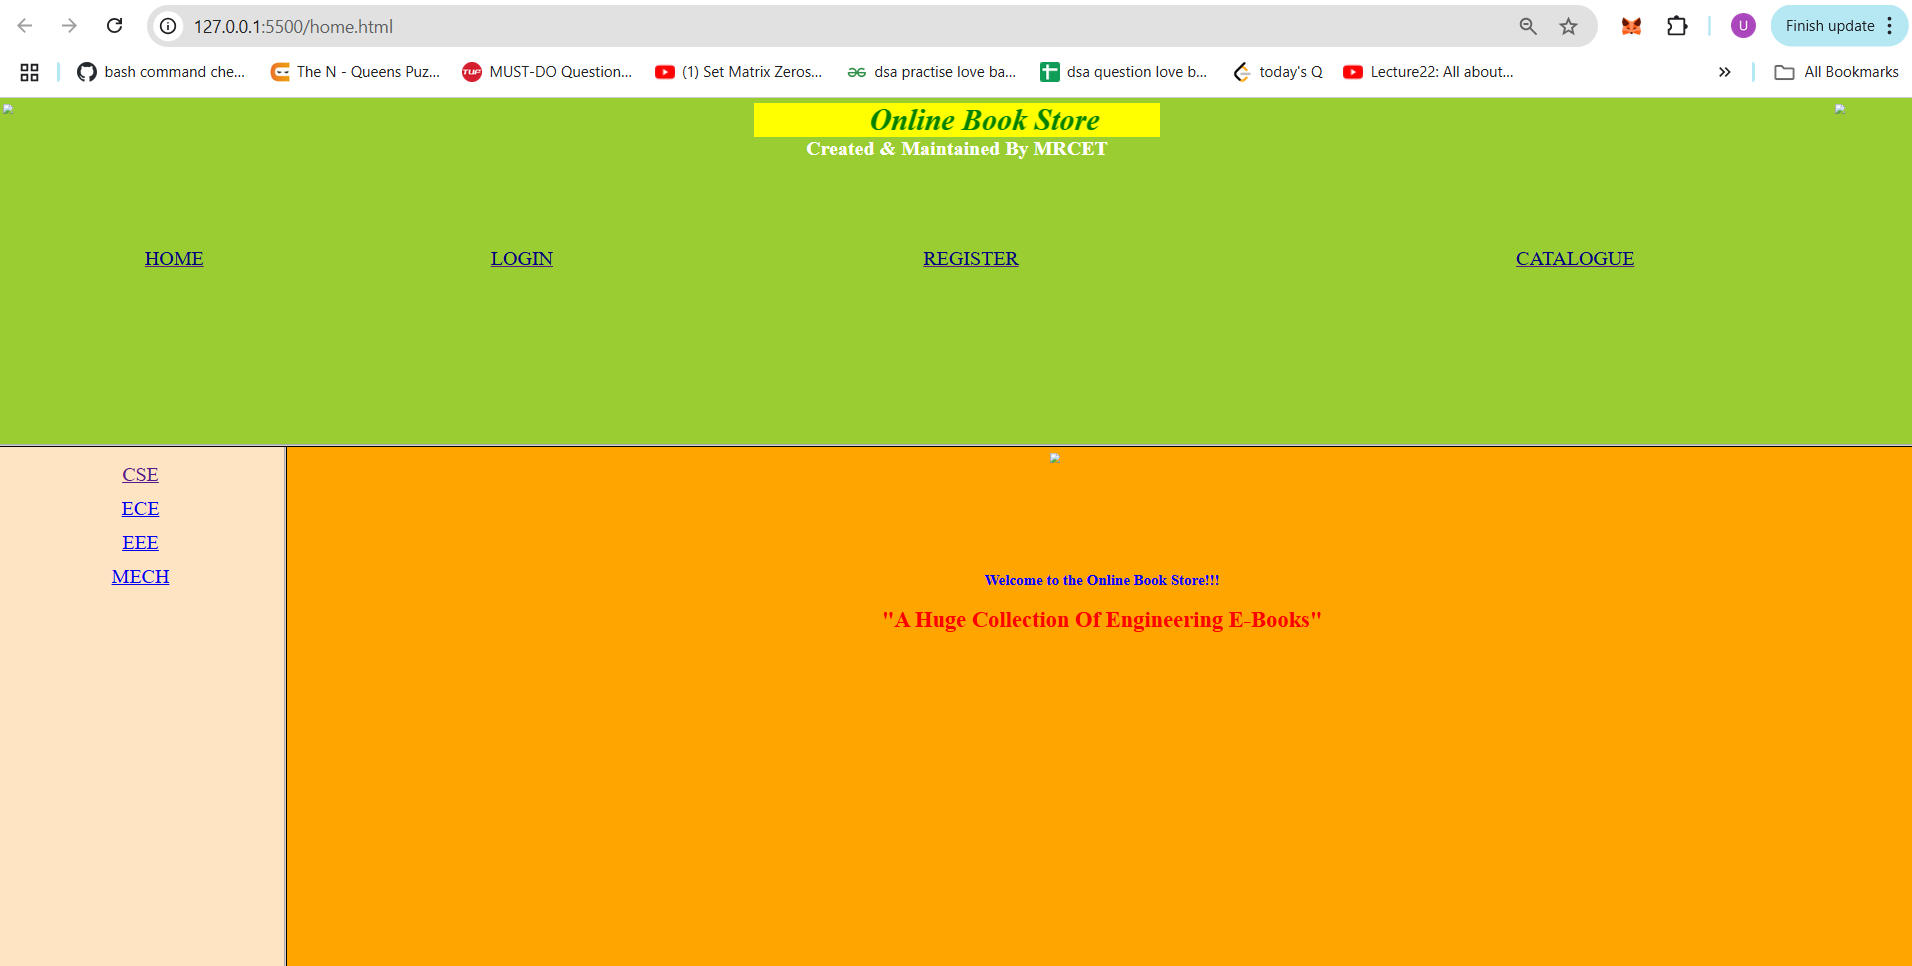 127.0.0.1:5500/home.html
U
Finish update
bash command che...
The N - Queens Puz...
TUF
MUST-DO Question...
(1) Set Matrix Zeros...
dsa practise love ba...
dsa question love b...
today's Q
Lecture22: All about...
All Bookmarks
Online Book Store
Created & Maintained By MRCET
HOME
LOGIN
REGISTER
CATALOGUE
CSE
ECE
EEE
MECH
Welcome to the Online Book Store!!!
"A Huge Collection Of Engineering E-Books"